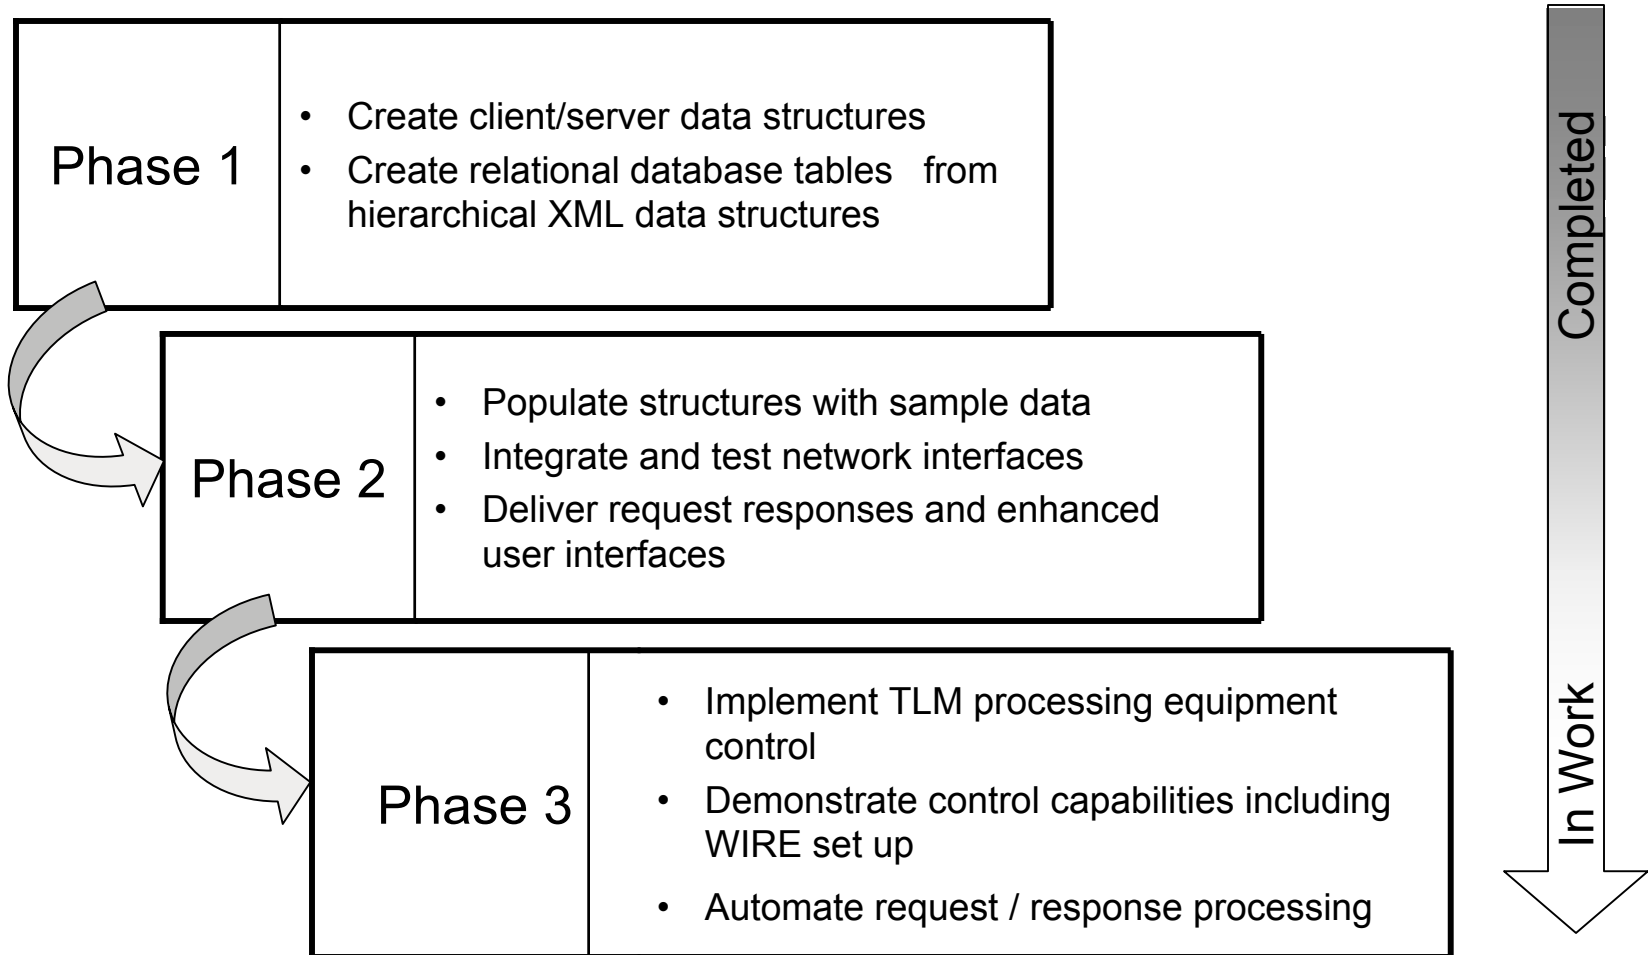 Phase 1
• Create client/server data structures
• Create relational database tables from
hierarchical XML data structures
Phase 2
• Populate structures with sample data
• Integrate and test network interfaces
• Deliver request responses and enhanced
user interfaces
Phase 3
• Implement TLM processing equipment
control
• Demonstrate control capabilities including
WIRE set up
• Automate request / response processing
Completed
In Work